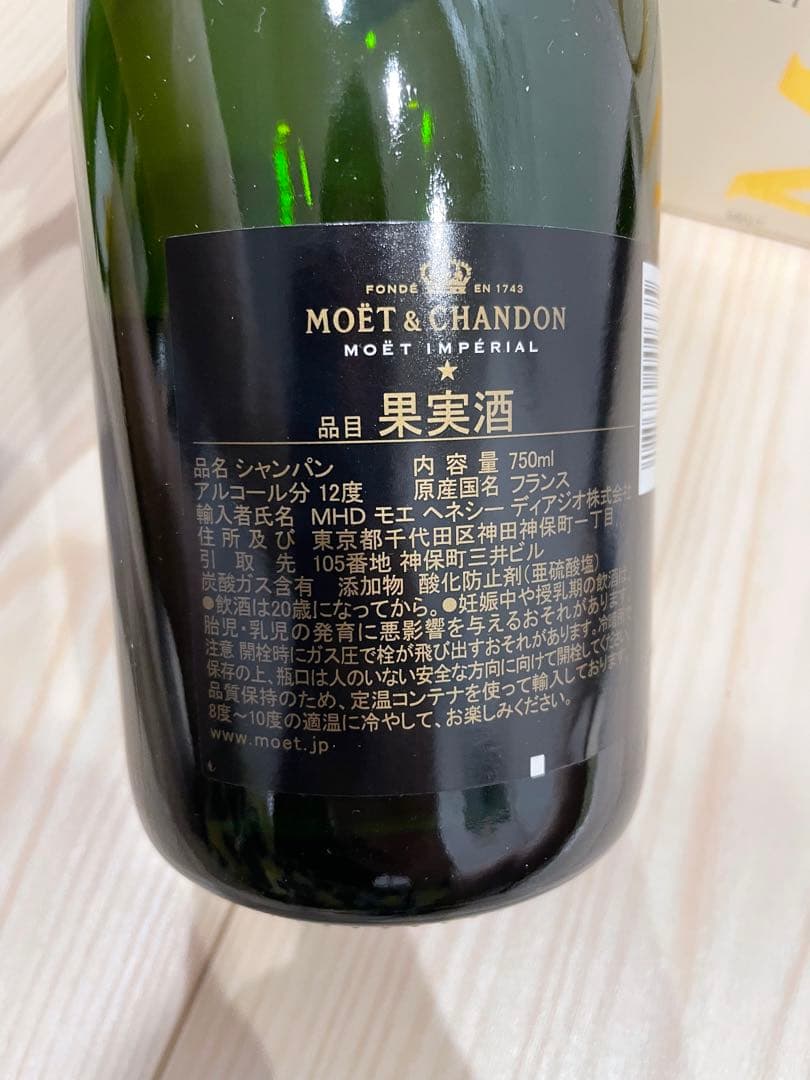 FONDÉ EN 1743
MOËT & CHANDON
MOËT IMPÉRIAL
品目 果実酒
品名 シャンパン 内容量 750ml
アルコール分 12度 原産国名 フランス
輸入者氏名 MHD モエ ヘネシー ディアジオ株式会社
住所及び 東京都千代田区神田神保町一丁目
引取先 105番地 神保町三井ビル
炭酸ガス含有 添加物 酸化防止剤(亜硫酸塩)
●飲酒は20歳になってから。●妊娠中や授乳期の飲酒は、
胎児・乳児の発育に悪影響を与えるおそれがあります。
注意 開栓時にガス圧で栓が飛び出すおそれがあります。冷暗所で
保存の上、瓶口は人のいない安全な方向に向けて開栓してください。
品質保持のため、定温コンテナを使って輸入しております。
8度〜10度の適温に冷やして、お楽しみください。
www.moet.jp